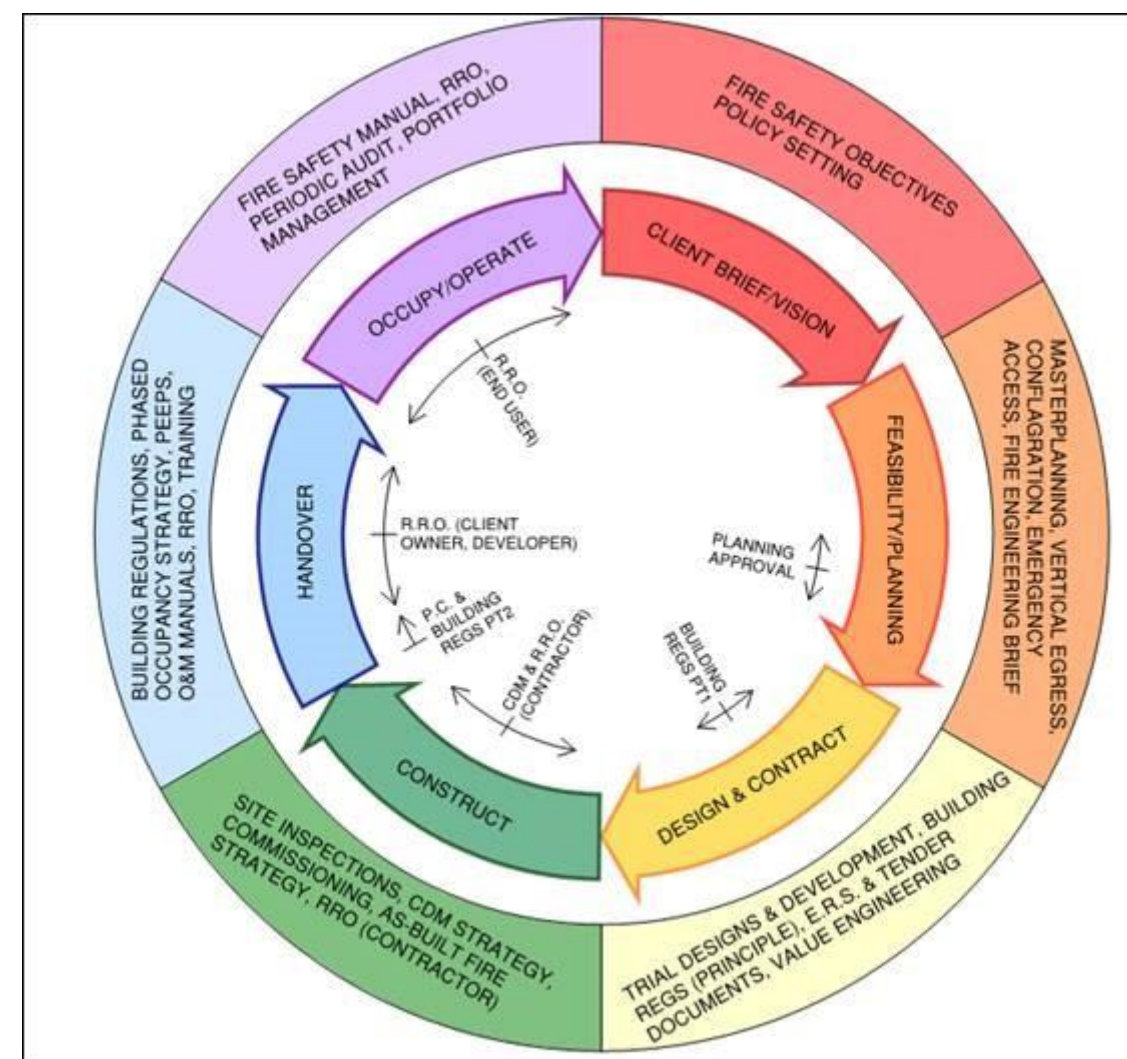 FIRE SAFETY OBJECTIVES
POLICY SETTING
MASTERPLANNING, VERTICAL EGRESS,
CONFLAGRATION, EMERGENCY
ACCESS, FIRE ENGINEERING BRIEF
TRIAL DESIGNS & DEVELOPMENT, BUILDING
REGS (PRINCIPLE), E.R.S. & TENDER
DOCUMENTS, VALUE ENGINEERING
SITE INSPECTIONS, CDM STRATEGY,
COMMISSIONING, AS-BUILT FIRE
STRATEGY, RRO (CONTRACTOR)
BUILDING REGULATIONS, PHASED
OCCUPANCY STRATEGY, PEEPS,
O&M MANUALS, RRO, TRAINING
FIRE SAFETY MANUAL, RRO,
PERIODIC AUDIT, PORTFOLIO
MANAGEMENT
CLIENT BRIEF/VISION
FEASIBILITY/PLANNING
DESIGN & CONTRACT
CONSTRUCT
HANDOVER
OCCUPY/OPERATE
PLANNING
APPROVAL
BUILDING
REGS PT1
CDM & R.R.O.
(CONTRACTOR)
P.C. &
BUILDING
REGS PT2
R.R.O. (CLIENT
OWNER, DEVELOPER)
R.R.O.
(END USER)